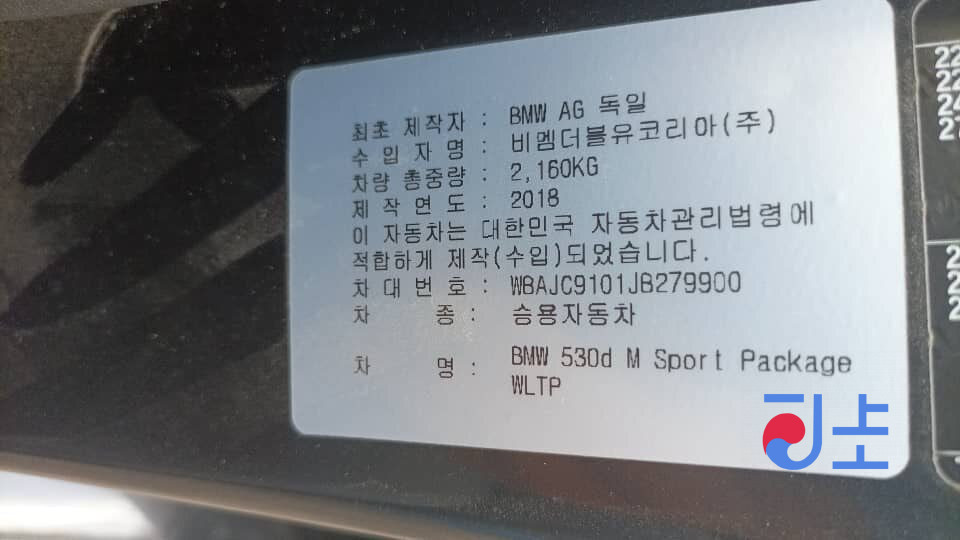 최초 제작자 : BMW AG 독일
수 입 자 명 : 비엠더블유코리아(주)
차량 총중량 : 2,160KG
제 작 연 도 : 2018
이 자동차는 대한민국 자동차관리법령에
적합하게 제작(수입)되었습니다.
차 대 번 호 : WBAJC9101JB279900
차 종 : 승용자동차
차 명 : BMW 530d M Sport Package
WLTP